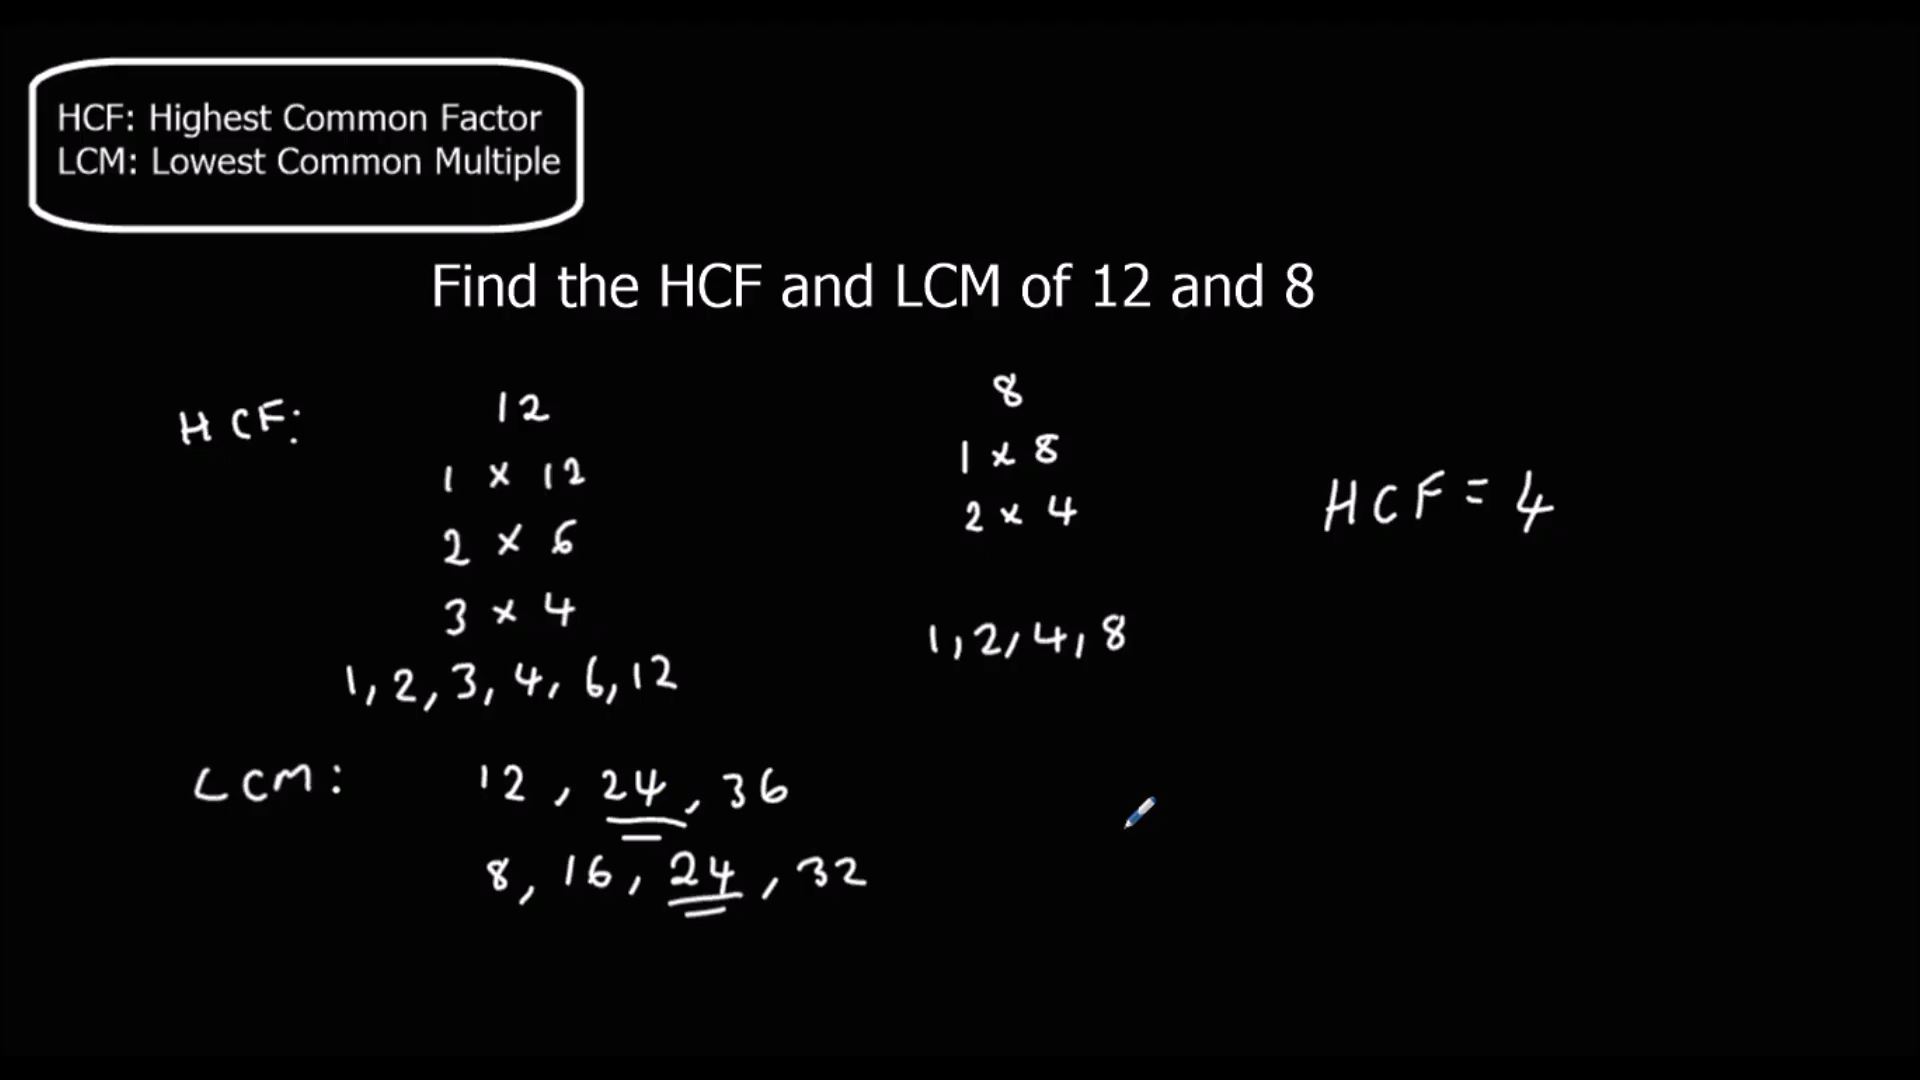 HCF: Highest Common Factor
LCM: Lowest Common Multiple
Find the HCF and LCM of 12 and 8
HCF:
12
1 x 12
2 x 6
3 x 4
1, 2, 3, 4, 6, 12
8
1 x 8
2 x 4
1, 2, 4, 8
HCF = 4
LCM:
12, 24, 36
8, 16, 24, 32